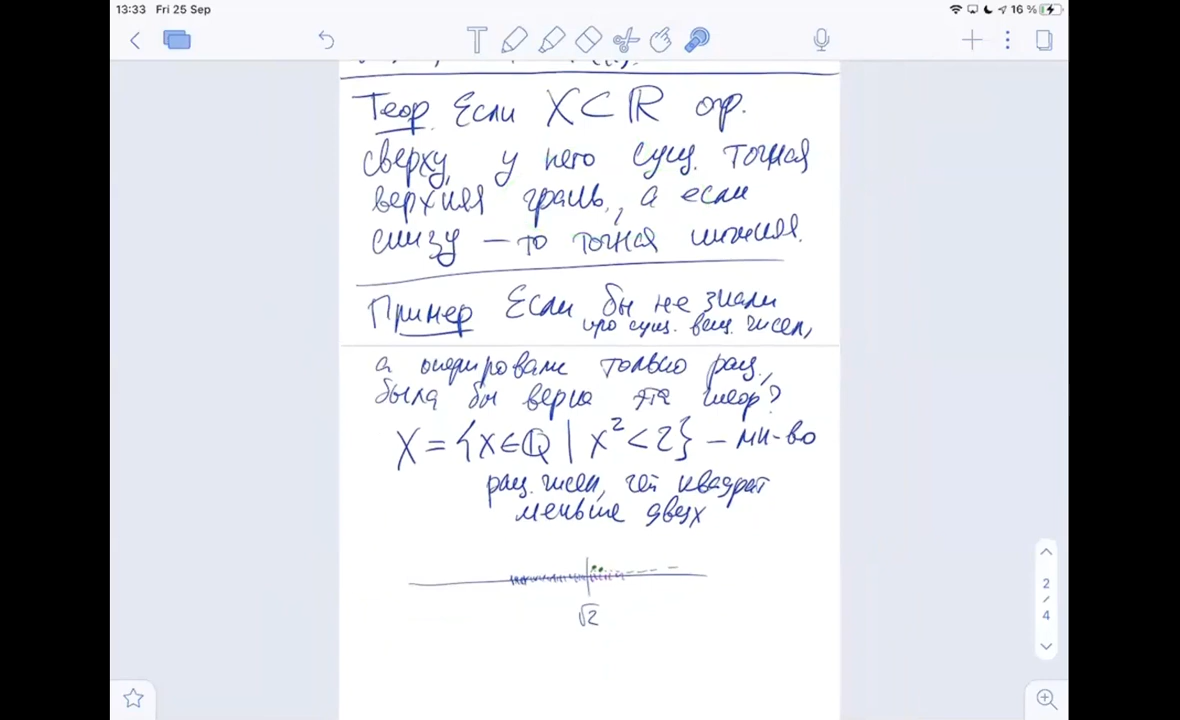 13:33 Fri 25 Sep
16 %
Теор. Если X⊂ℝ огр.
сверху, у него сущ. точная
верхняя грань, а если
снизу – то точная нижняя.
Пример Если бы не знали
про сущ. вещ. чисел,
а оперировали только рац.,
была бы верна эта теор?
X = {x∈ℚ | x² < 2} – мн-во
рац. чисел, чей квадрат
меньше двух
√2
2
/
4